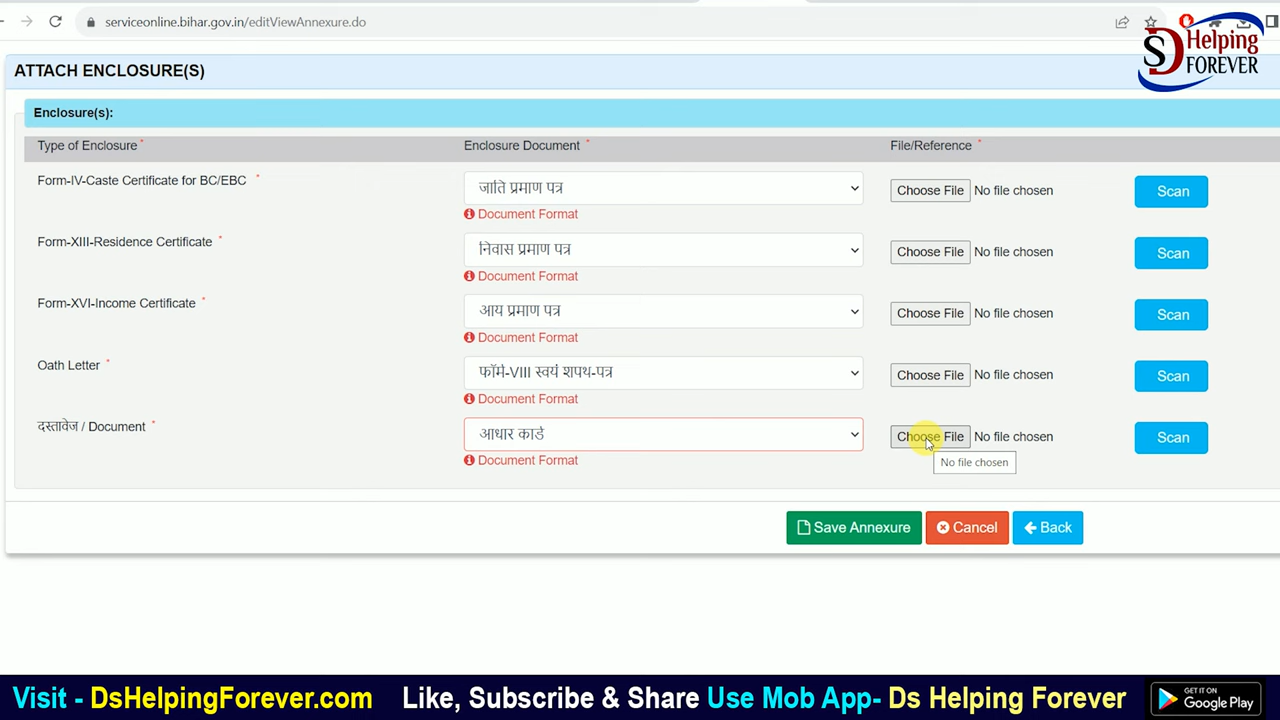 serviceonline.bihar.gov.in/editViewAnnexure.do
SD Helping
FOREVER
ATTACH ENCLOSURE(S)
Enclosure(s):
Type of Enclosure * Enclosure Document * File/Reference *
Form-IV-Caste Certificate for BC/EBC * जाति प्रमाण पत्र Choose File No file chosen Scan
Document Format
Form-XIII-Residence Certificate * निवास प्रमाण पत्र Choose File No file chosen Scan
Document Format
Form-XVI-Income Certificate * आय प्रमाण पत्र Choose File No file chosen Scan
Document Format
Oath Letter * फॉर्म-VIII स्वयं शपथ-पत्र Choose File No file chosen Scan
Document Format
दस्तावेज / Document * आधार कार्ड Choose File No file chosen Scan
Document Format
No file chosen
Save Annexure Cancel Back
Visit - DsHelpingForever.com Like, Subscribe & Share Use Mob App- Ds Helping Forever GET IT ON
Google Play